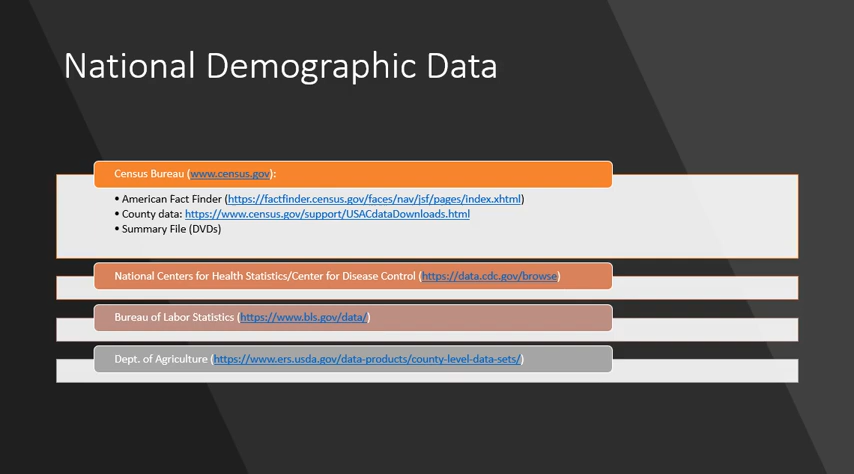 National Demographic Data
Census Bureau (www.census.gov):
• American Fact Finder (https://factfinder.census.gov/faces/nav/jsf/pages/index.xhtml)
• County data: https://www.census.gov/support/USACdataDownloads.html
• Summary File (DVDs)
National Centers for Health Statistics/Center for Disease Control (https://data.cdc.gov/browse)
Bureau of Labor Statistics (https://www.bls.gov/data/)
Dept. of Agriculture (https://www.ers.usda.gov/data-products/county-level-data-sets/)